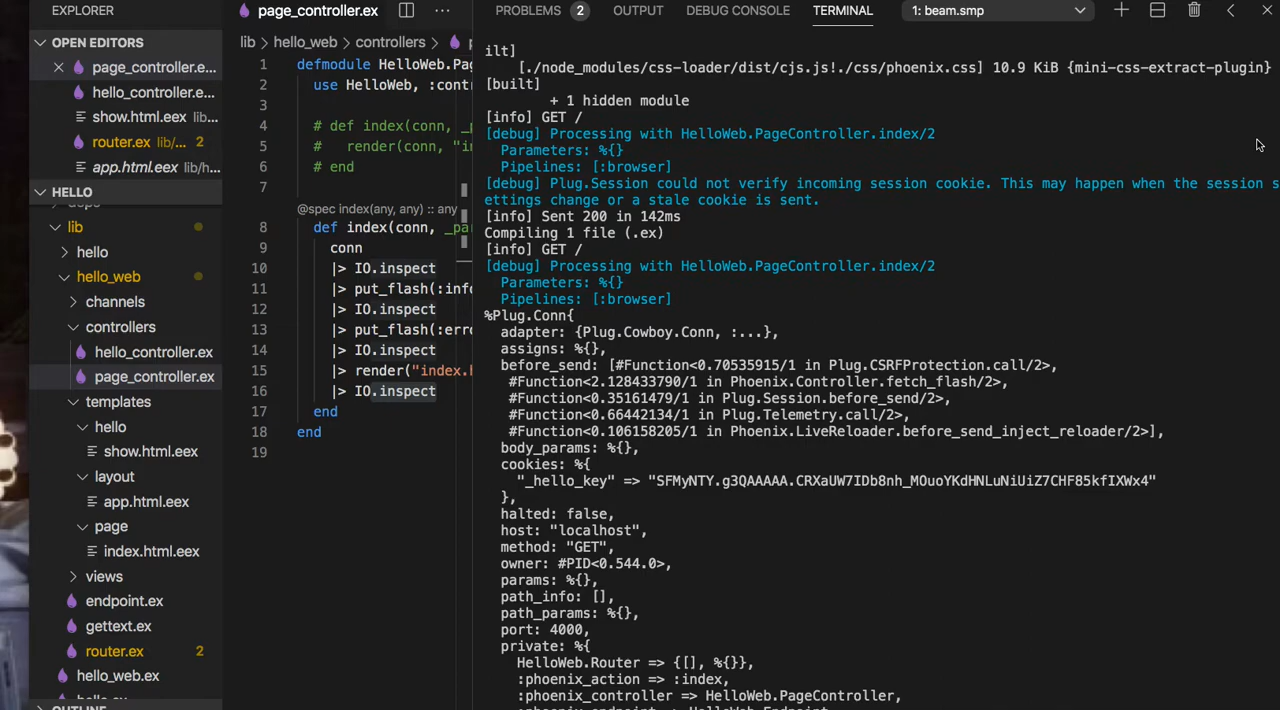 EXPLORER
OPEN EDITORS
page_controller.e...
hello_controller.e...
show.html.eex lib...
router.ex lib/... 2
app.html.eex lib/h...
HELLO
lib
hello
hello_web
channels
controllers
hello_controller.ex
page_controller.ex
templates
hello
show.html.eex
layout
app.html.eex
page
index.html.eex
views
endpoint.ex
gettext.ex
router.ex 2
hello_web.ex
hello.ex
OUTLINE
page_controller.ex
lib > hello_web > controllers >
1 defmodule HelloWeb.Pag
2 use HelloWeb, :contr
3
4 # def index(conn, _p
5 # render(conn, "in
6 # end
7
@spec index(any, any) :: any
8 def index(conn, _pa
9 conn
10 |> IO.inspect
11 |> put_flash(:info
12 |> IO.inspect
13 |> put_flash(:erro
14 |> IO.inspect
15 |> render("index.h
16 |> IO.inspect
17 end
18 end
19
PROBLEMS 2 OUTPUT DEBUG CONSOLE TERMINAL 1: beam.smp
ilt]
[./node_modules/css-loader/dist/cjs.js!./css/phoenix.css] 10.9 KiB {mini-css-extract-plugin}
[built]
+ 1 hidden module
[info] GET /
[debug] Processing with HelloWeb.PageController.index/2
Parameters: %{}
Pipelines: [:browser]
[debug] Plug.Session could not verify incoming session cookie. This may happen when the session s
ettings change or a stale cookie is sent.
[info] Sent 200 in 142ms
Compiling 1 file (.ex)
[info] GET /
[debug] Processing with HelloWeb.PageController.index/2
Parameters: %{}
Pipelines: [:browser]
%Plug.Conn{
adapter: {Plug.Cowboy.Conn, :...},
assigns: %{},
before_send: [#Function<0.70535915/1 in Plug.CSRFProtection.call/2>,
#Function<2.128433790/1 in Phoenix.Controller.fetch_flash/2>,
#Function<0.35161479/1 in Plug.Session.before_send/2>,
#Function<0.66442134/1 in Plug.Telemetry.call/2>,
#Function<0.106158205/1 in Phoenix.LiveReloader.before_send_inject_reloader/2>],
body_params: %{},
cookies: %{
"_hello_key" => "SFMyNTY.g3QAAAAA.CRXaUW7IDb8nh_MOuoYKdHNLuNiUiZ7CHF85kfIXWx4"
},
halted: false,
host: "localhost",
method: "GET",
owner: #PID<0.544.0>,
params: %{},
path_info: [],
path_params: %{},
port: 4000,
private: %{
HelloWeb.Router => {[], %{}},
:phoenix_action => :index,
:phoenix_controller => HelloWeb.PageController,
:phoenix_endpoint => HelloWeb.Endpoint,